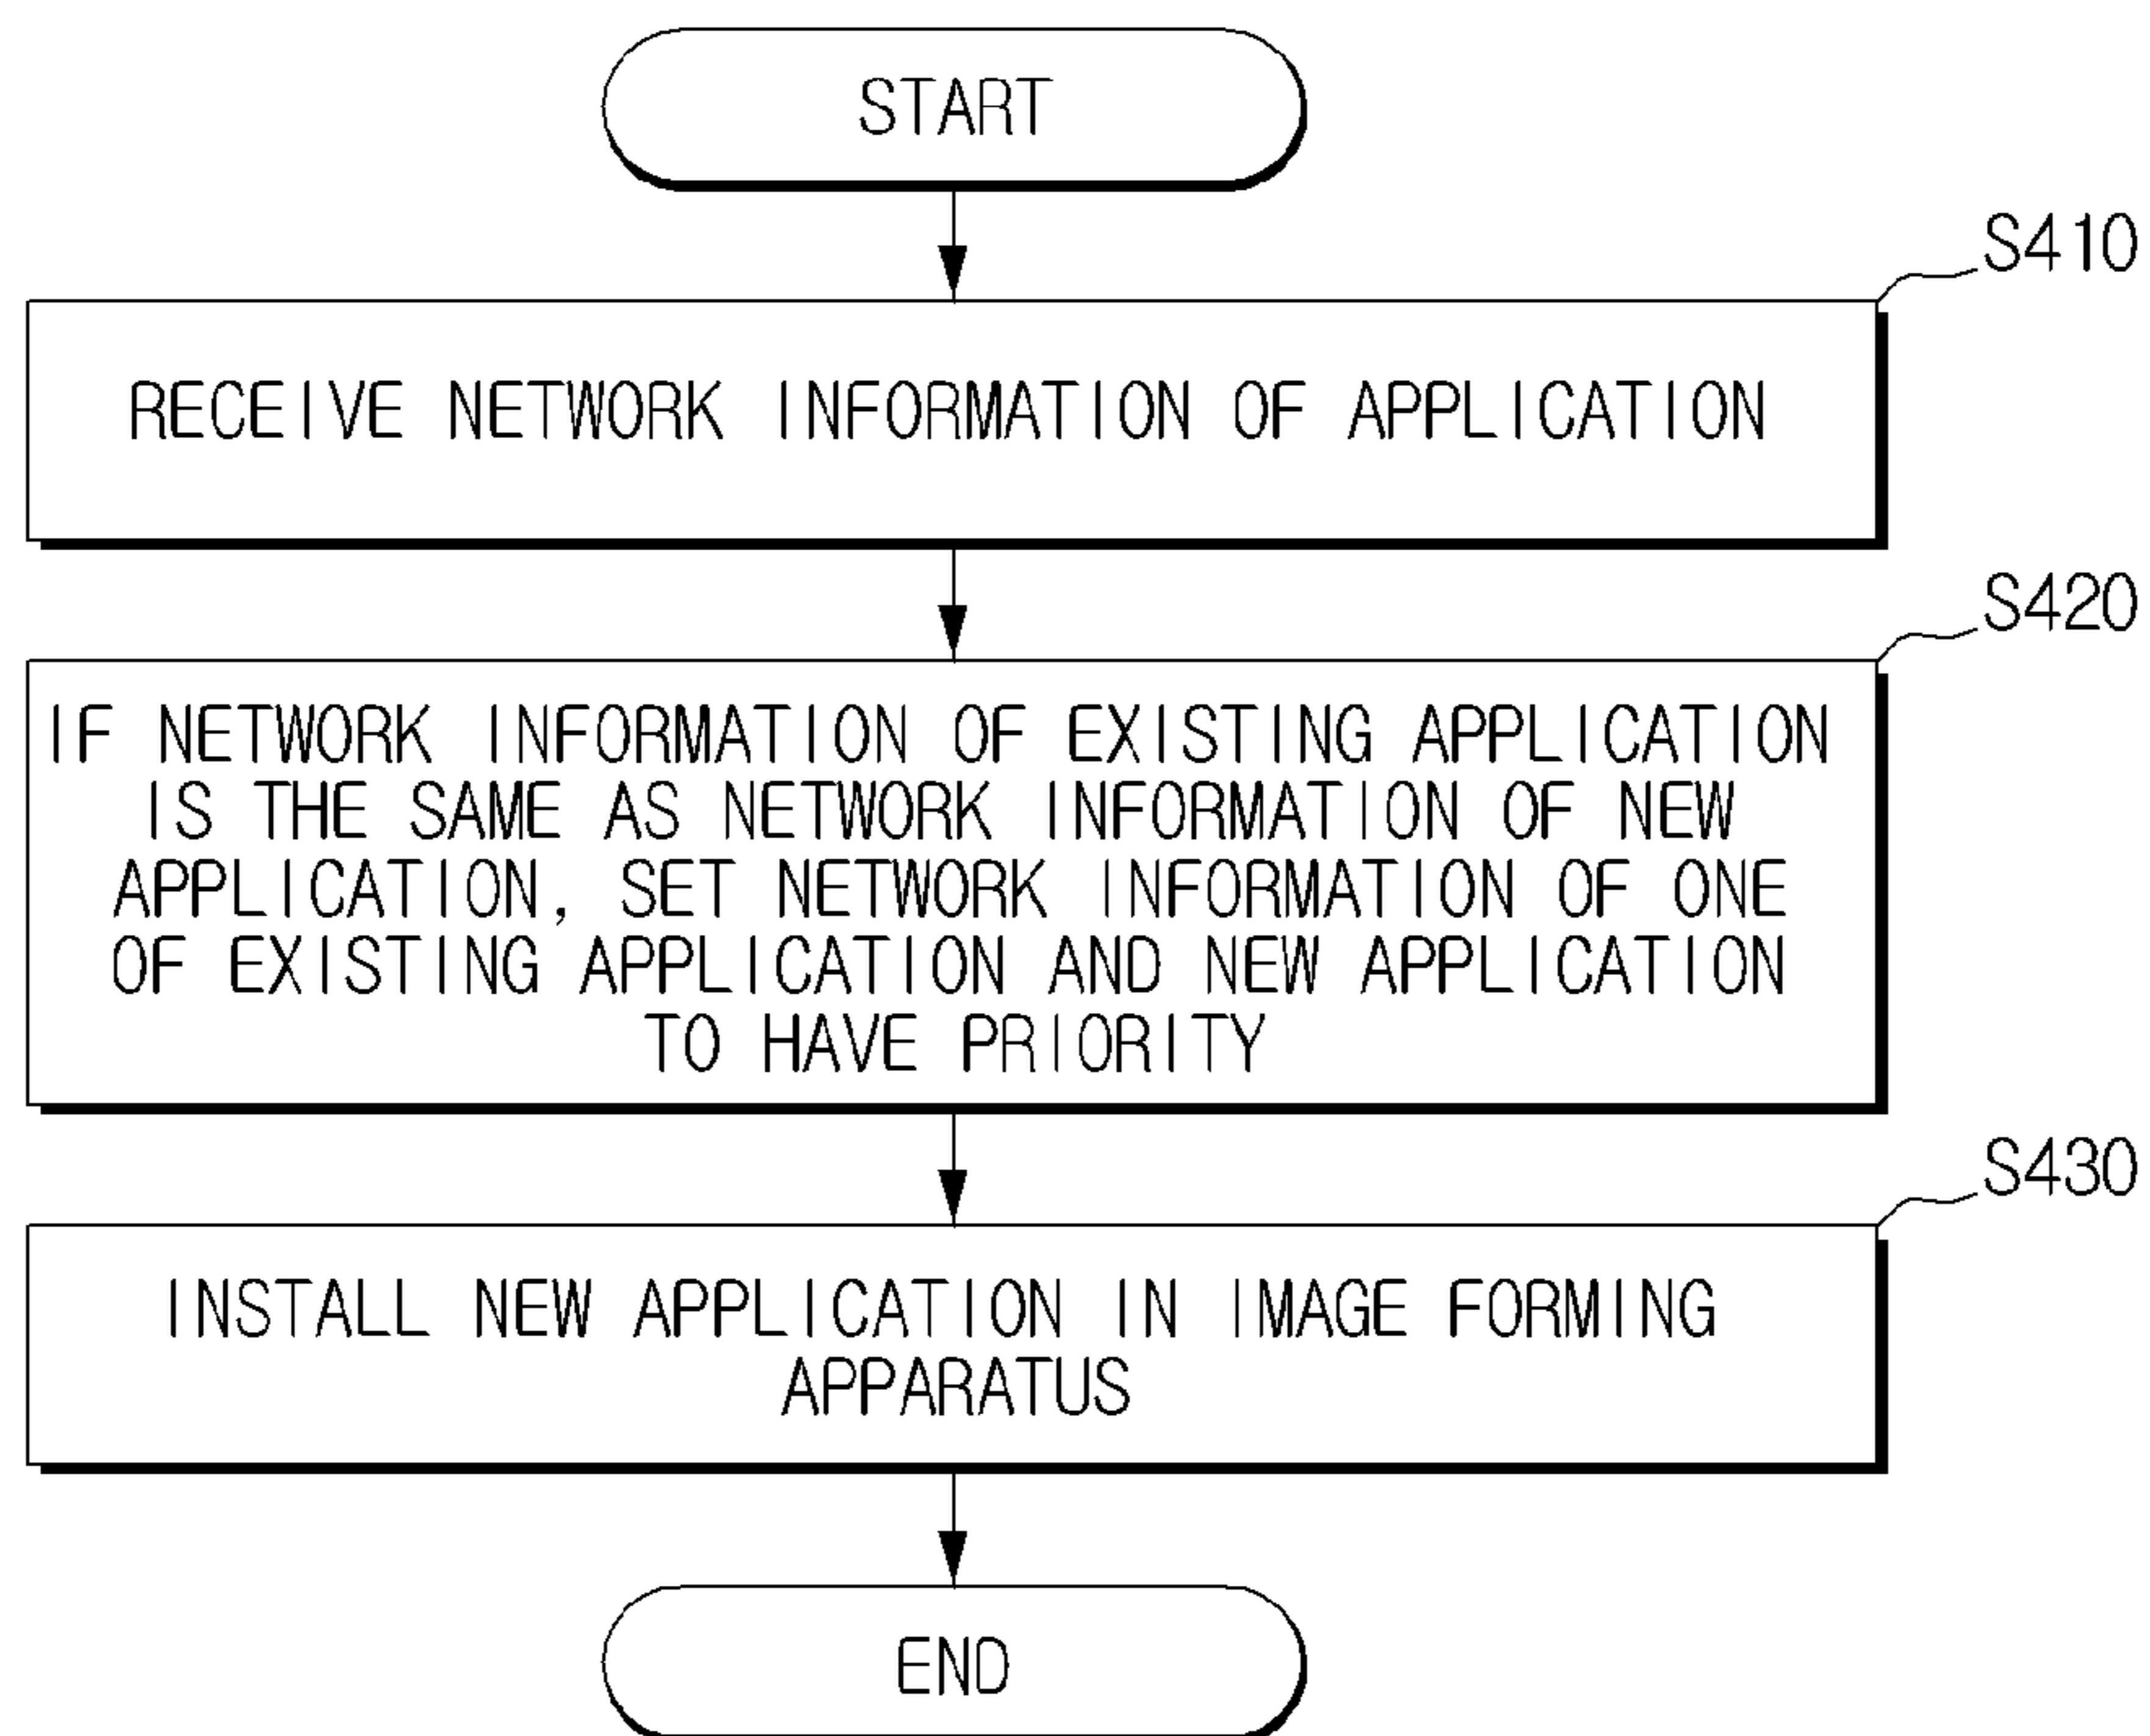 START
S410
RECEIVE NETWORK INFORMATION OF APPLICATION
S420
IF NETWORK INFORMATION OF EXISTING APPLICATION
IS THE SAME AS NETWORK INFORMATION OF NEW
APPLICATION, SET NETWORK INFORMATION OF ONE
OF EXISTING APPLICATION AND NEW APPLICATION
TO HAVE PRIORITY
S430
INSTALL NEW APPLICATION IN IMAGE FORMING
APPARATUS
END